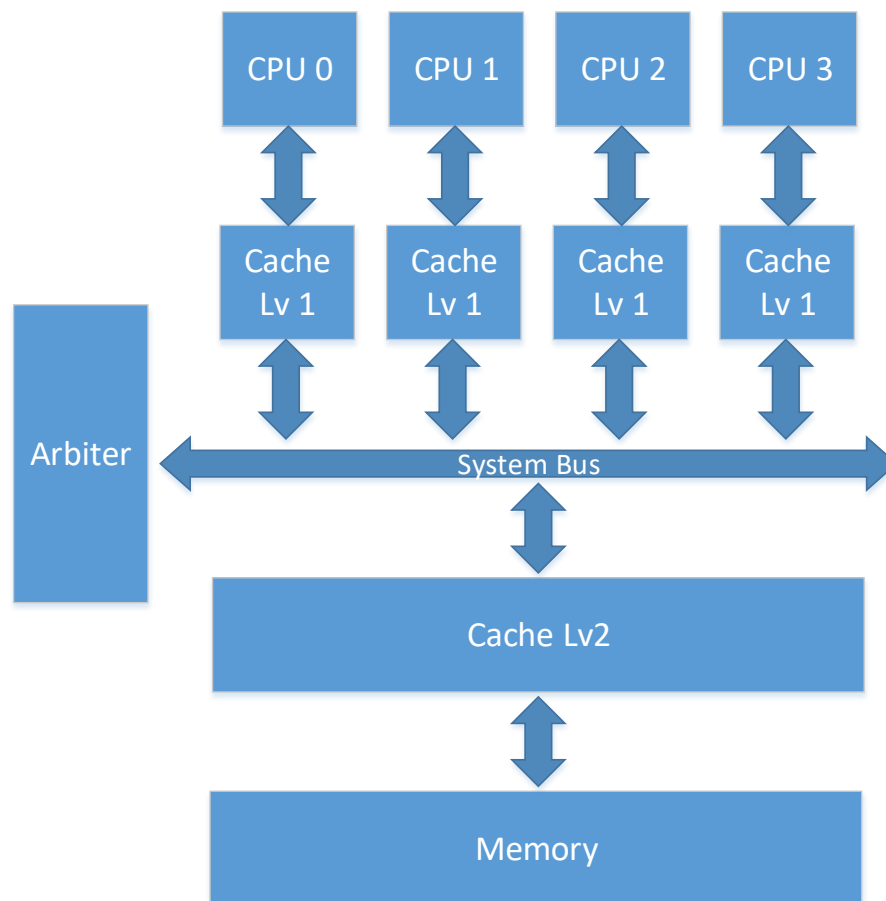 CPU 0
CPU 1
CPU 2
CPU 3
Cache
Lv 1
Cache
Lv 1
Cache
Lv 1
Cache
Lv 1
Arbiter
System Bus
Cache Lv2
Memory